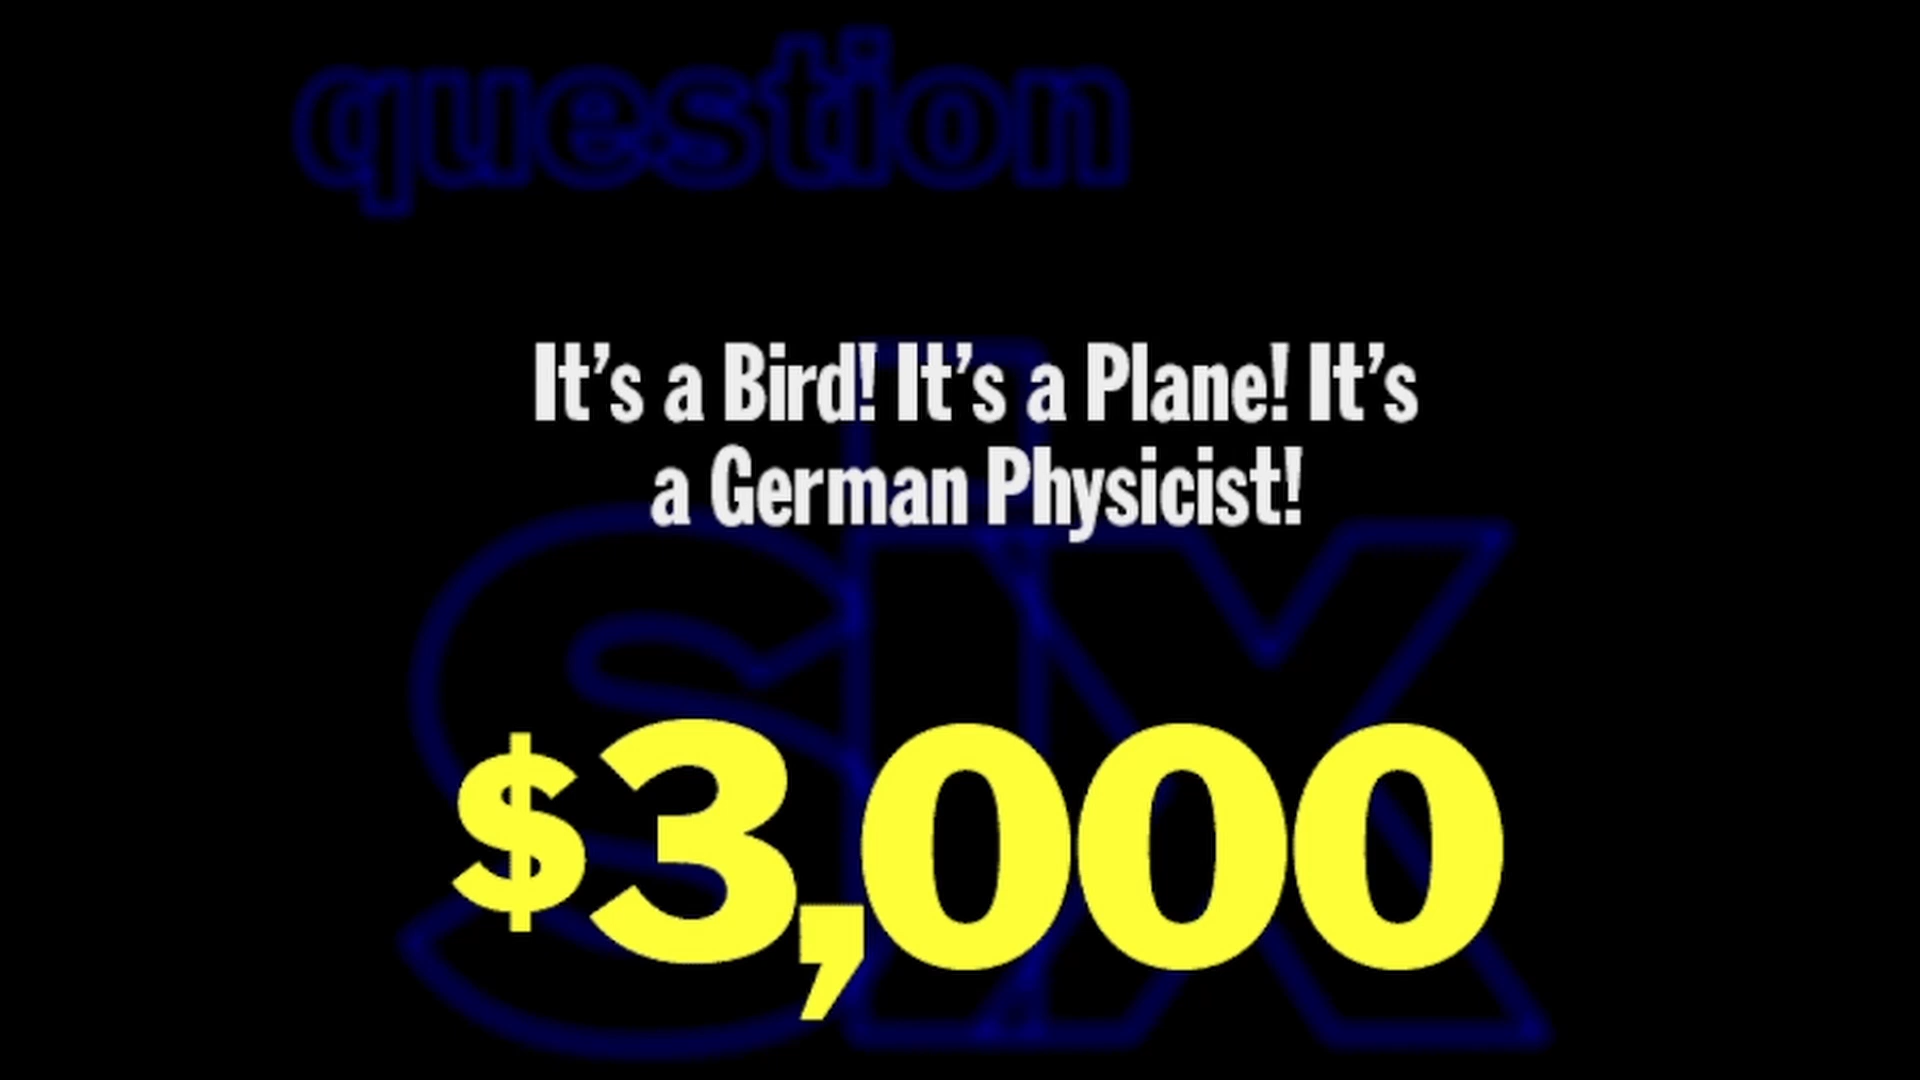 question
It's a Bird! It's a Plane! It's
a German Physicist!
six
$3,000